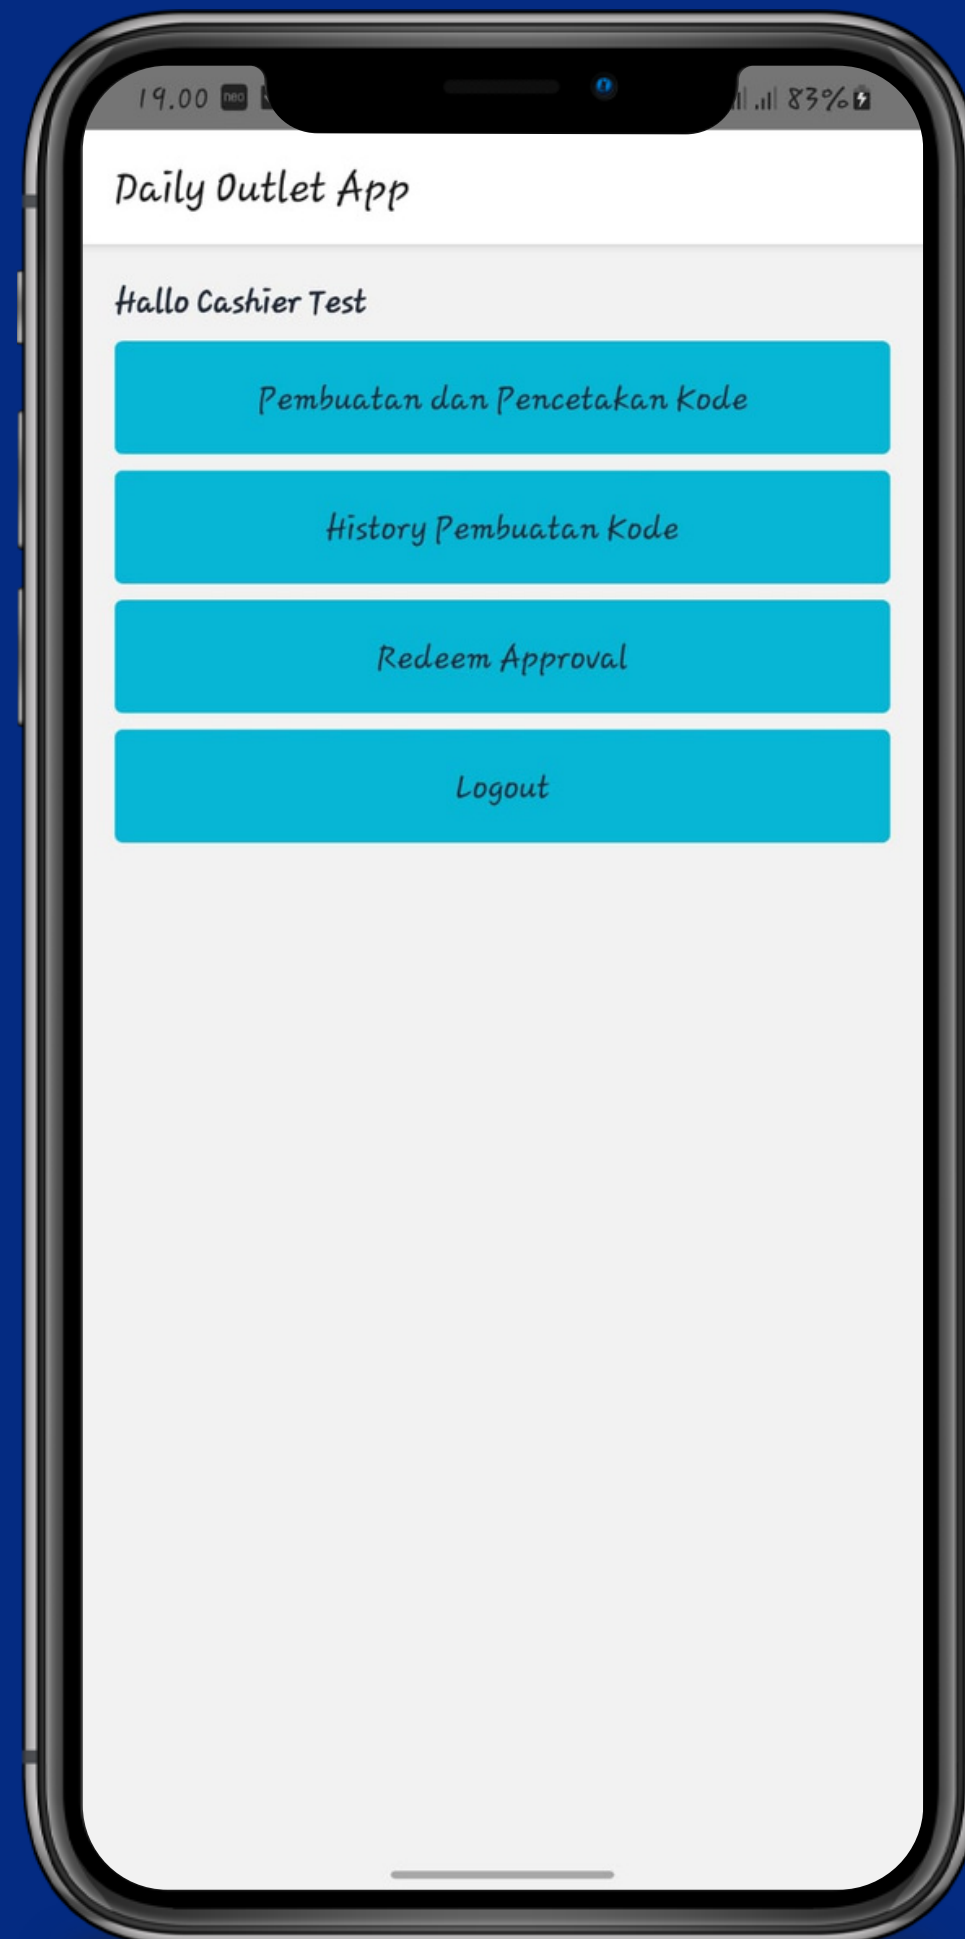 19.00 neo 83%
Daily Outlet App
Hallo Cashier Test
Pembuatan dan Pencetakan Kode
History Pembuatan Kode
Redeem Approval
Logout